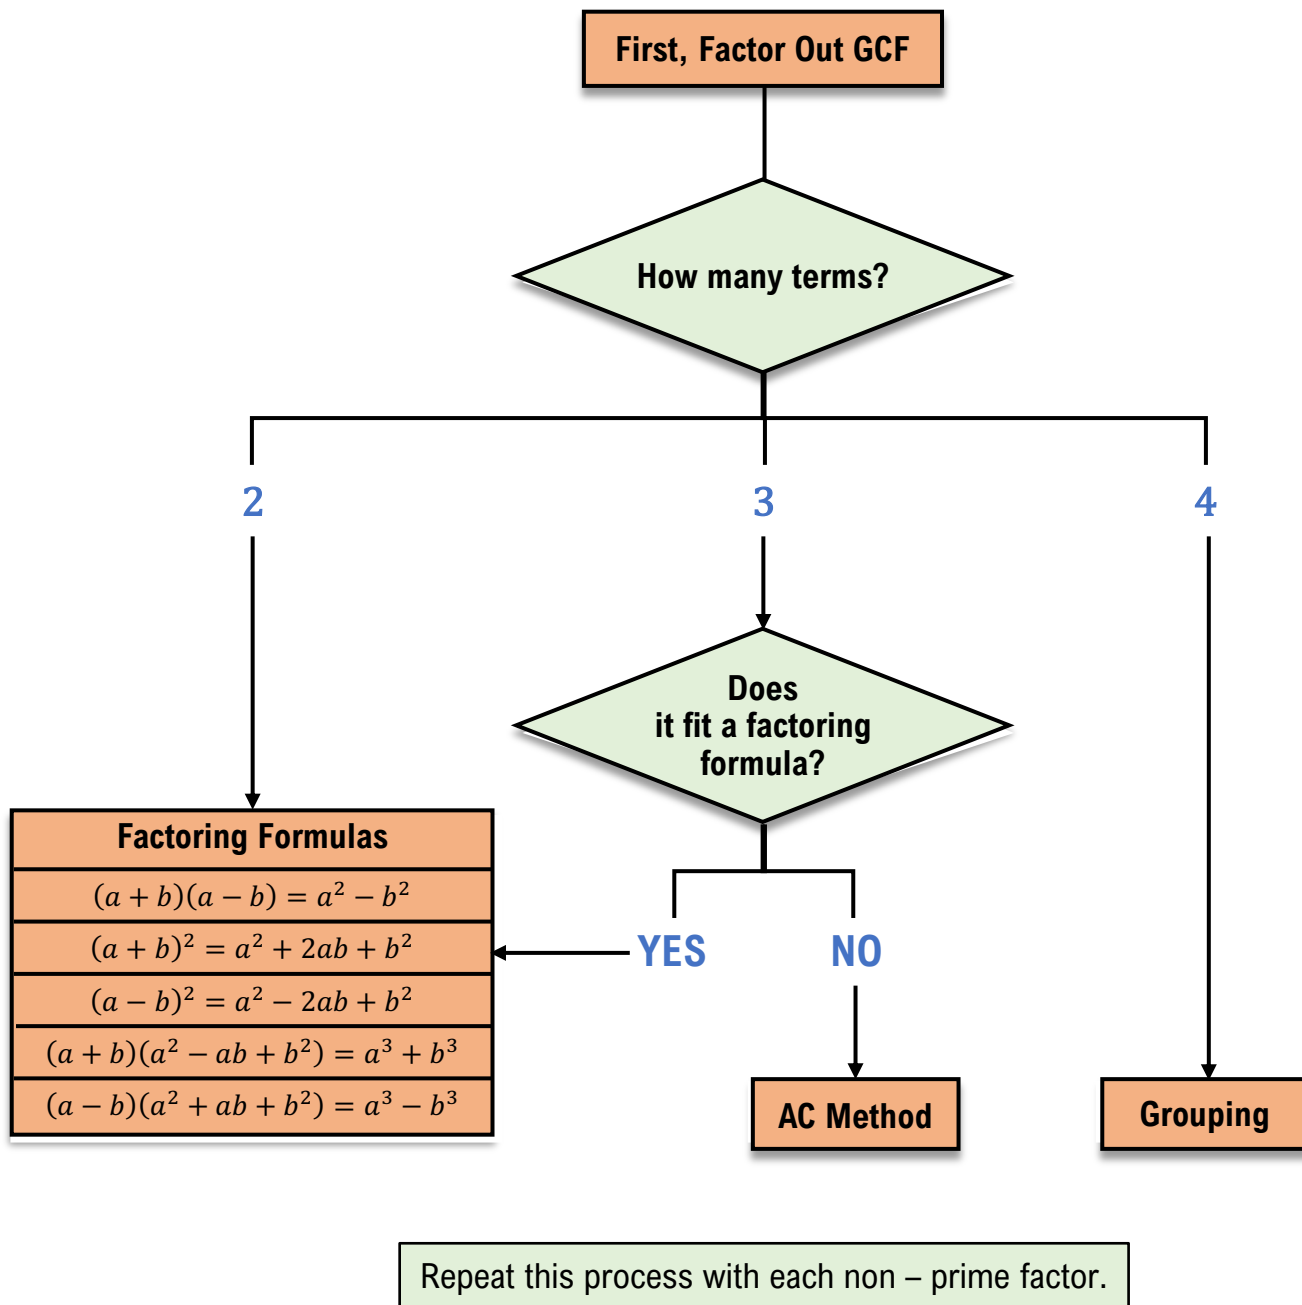 First, Factor Out GCF
How many terms?
2
3
4
Does
it fit a factoring
formula?
Factoring Formulas
(a + b)(a − b) = a² − b²
(a + b)² = a² + 2ab + b²
(a − b)² = a² − 2ab + b²
(a + b)(a² − ab + b²) = a³ + b³
(a − b)(a² + ab + b²) = a³ − b³
YES
NO
AC Method
Grouping
Repeat this process with each non – prime factor.